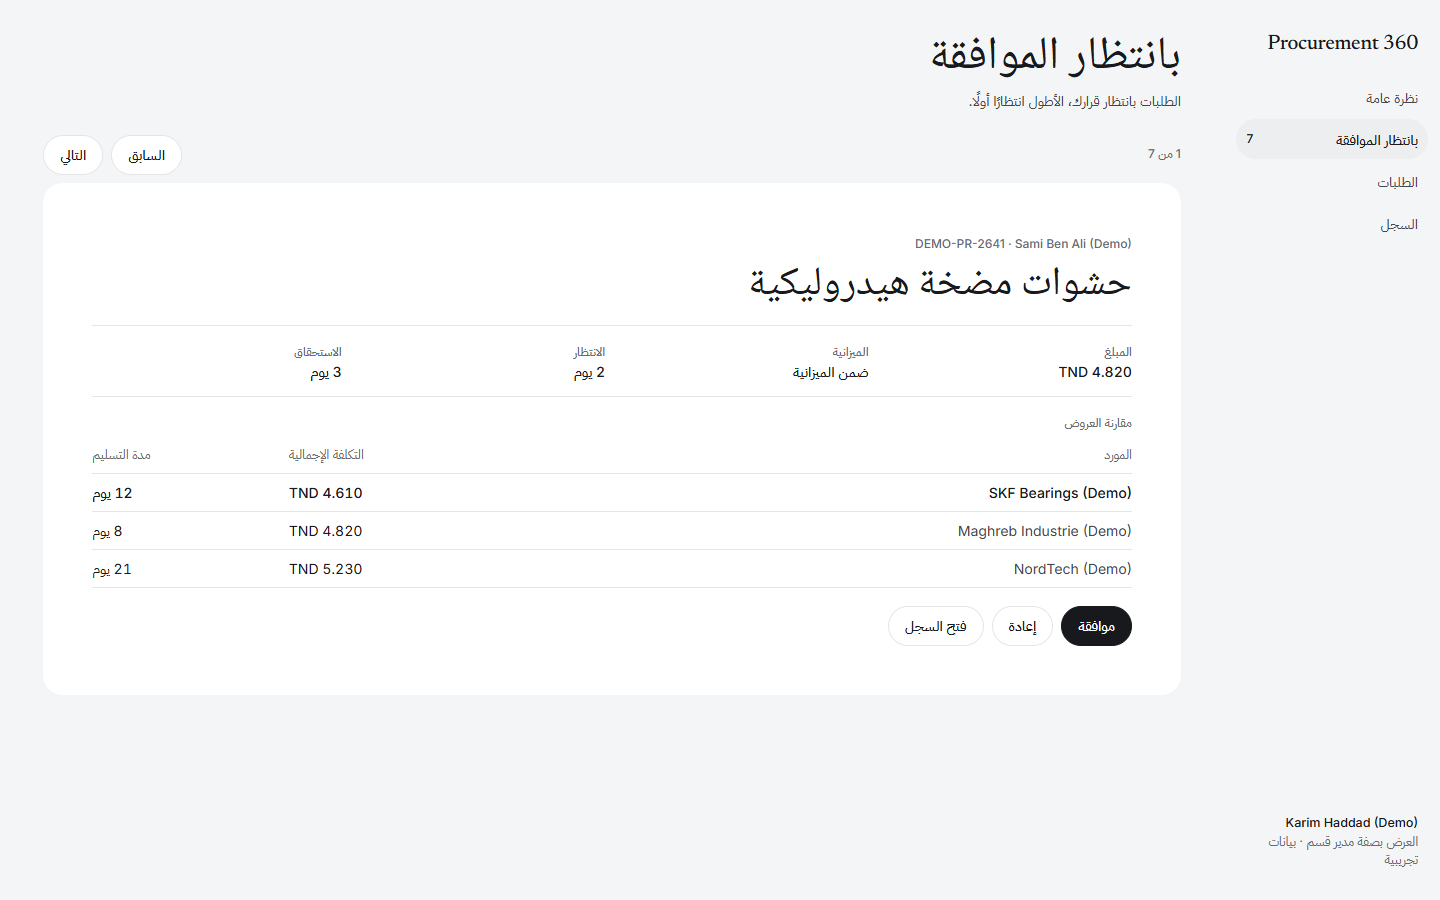 Procurement 360
نظرة عامة
بانتظار الموافقة 7
الطلبات
السجل
Karim Haddad (Demo)
العرض بصفة مدير قسم · بيانات
تجريبية
بانتظار الموافقة
الطلبات بانتظار قرارك، الأطول انتظارًا أولًا.
1 من 7
السابق التالي
DEMO-PR-2641 · Sami Ben Ali (Demo)
حشوات مضخة هيدروليكية
المبلغ الميزانية الانتظار الاستحقاق
TND 4.820 ضمن الميزانية 2 يوم 3 يوم
مقارنة العروض
المورد التكلفة الإجمالية مدة التسليم
SKF Bearings (Demo) TND 4.610 12 يوم
Maghreb Industrie (Demo) TND 4.820 8 يوم
NordTech (Demo) TND 5.230 21 يوم
موافقة إعادة فتح السجل